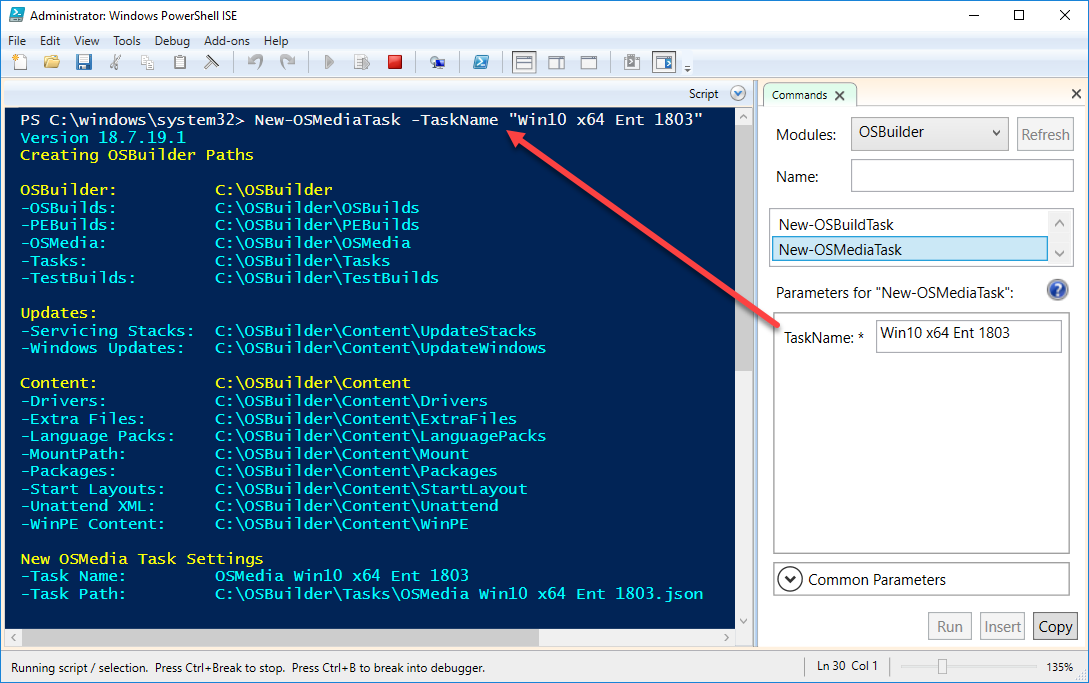 Administrator: Windows PowerShell ISE
File Edit View Tools Debug Add-ons Help
Script
PS C:\windows\system32> New-OSMediaTask -TaskName "Win10 x64 Ent 1803"
Version 18.7.19.1
Creating OSBuilder Paths
OSBuilder: C:\OSBuilder
-OSBuilds: C:\OSBuilder\OSBuilds
-PEBuilds: C:\OSBuilder\PEBuilds
-OSMedia: C:\OSBuilder\OSMedia
-Tasks: C:\OSBuilder\Tasks
-TestBuilds: C:\OSBuilder\TestBuilds
Updates:
-Servicing Stacks: C:\OSBuilder\Content\UpdateStacks
-Windows Updates: C:\OSBuilder\Content\UpdateWindows
Content: C:\OSBuilder\Content
-Drivers: C:\OSBuilder\Content\Drivers
-Extra Files: C:\OSBuilder\Content\ExtraFiles
-Language Packs: C:\OSBuilder\Content\LanguagePacks
-MountPath: C:\OSBuilder\Content\Mount
-Packages: C:\OSBuilder\Content\Packages
-Start Layouts: C:\OSBuilder\Content\StartLayout
-Unattend XML: C:\OSBuilder\Content\Unattend
-WinPE Content: C:\OSBuilder\Content\WinPE
New OSMedia Task Settings
-Task Name: OSMedia Win10 x64 Ent 1803
-Task Path: C:\OSBuilder\Tasks\OSMedia Win10 x64 Ent 1803.json
Commands
Modules: OSBuilder Refresh
Name:
New-OSBuildTask
New-OSMediaTask
Parameters for "New-OSMediaTask":
TaskName: * Win10 x64 Ent 1803
Common Parameters
Run Insert Copy
Running script / selection. Press Ctrl+Break to stop. Press Ctrl+B to break into debugger.
Ln 30 Col 1
135%